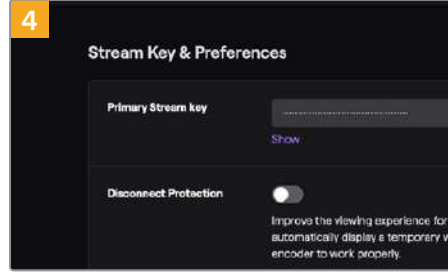 4
Stream Key & Preferences
Primary Stream key
Show
Disconnect Protection
Improve the viewing experience for
automatically display a temporary
encoder to work properly.